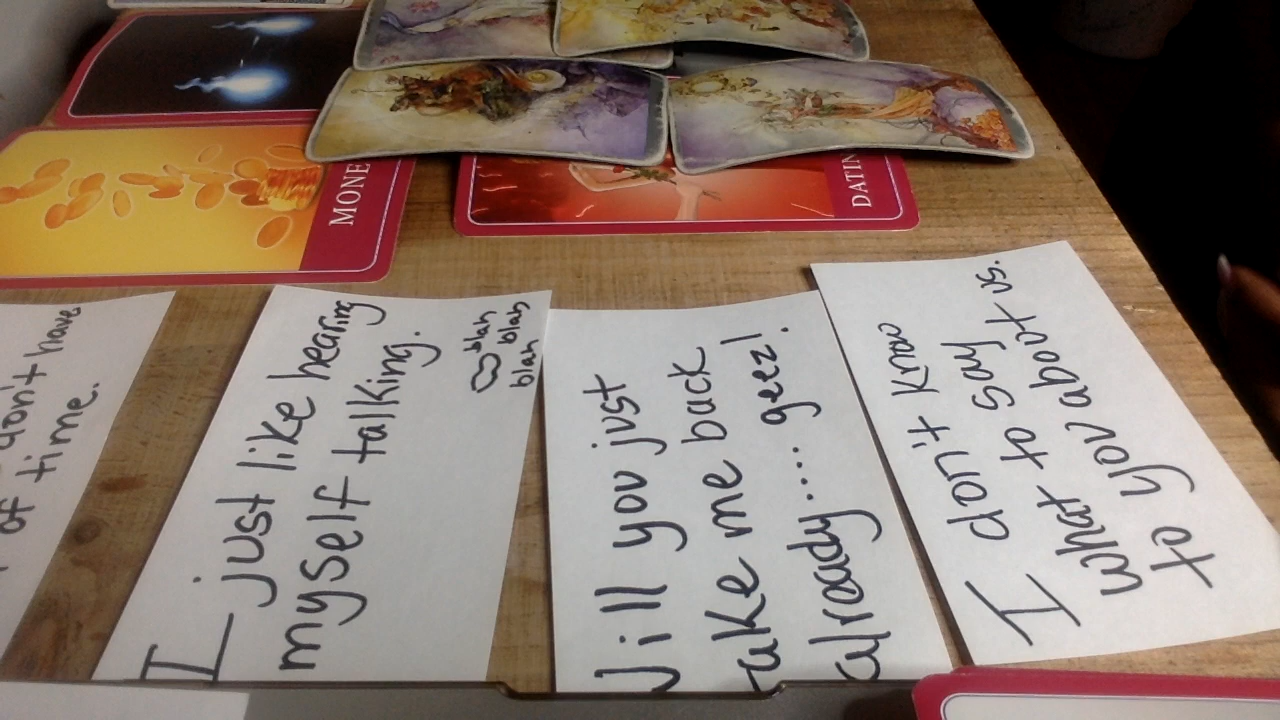 MONE
DATIN
don't have
of time.
I just like hearing
myself talking.
blah
blah
blah
Will you just
take me back
already.... geez!
I don't know
what to say
to you about us.